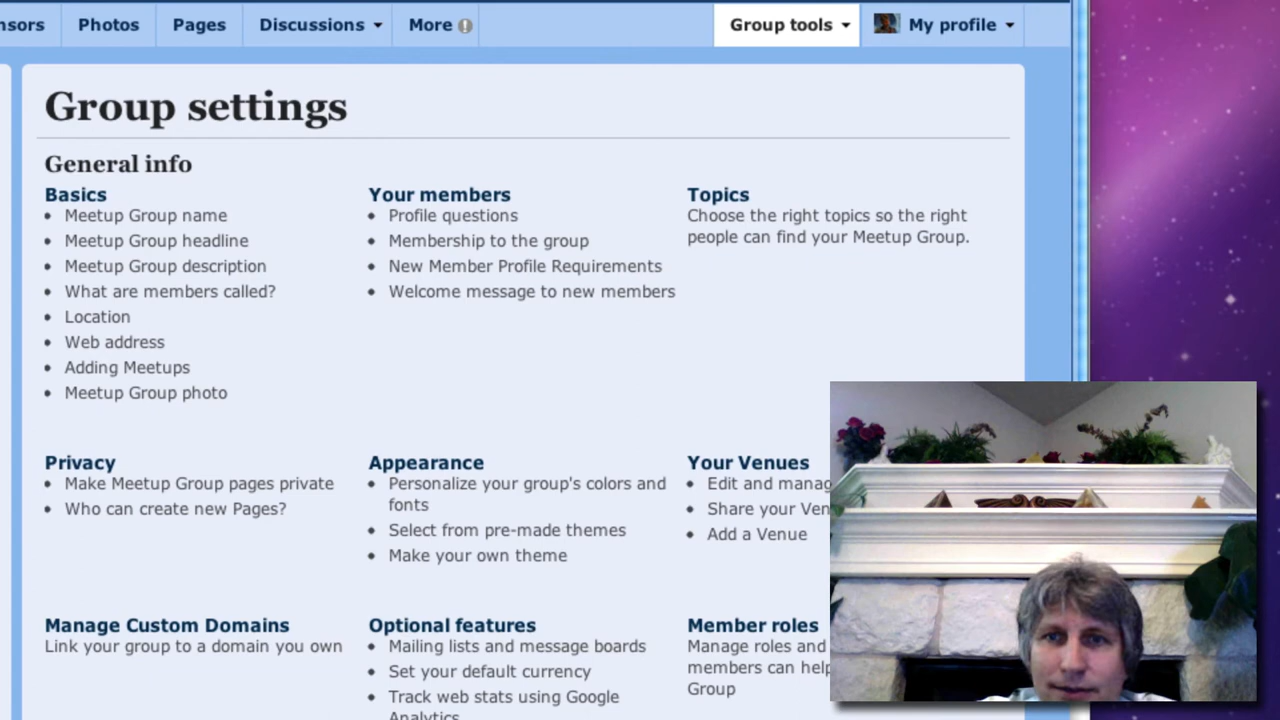 nsors Photos Pages Discussions More Group tools My profile
Group settings
General info
Basics
Meetup Group name
Meetup Group headline
Meetup Group description
What are members called?
Location
Web address
Adding Meetups
Meetup Group photo
Your members
Profile questions
Membership to the group
New Member Profile Requirements
Welcome message to new members
Topics
Choose the right topics so the right
people can find your Meetup Group.
Privacy
Make Meetup Group pages private
Who can create new Pages?
Appearance
Personalize your group's colors and
fonts
Select from pre-made themes
Make your own theme
Your Venues
Edit and manag
Share your Ven
Add a Venue
Manage Custom Domains
Link your group to a domain you own
Optional features
Mailing lists and message boards
Set your default currency
Track web stats using Google
Analytics
Member roles
Manage roles and
members can help
Group